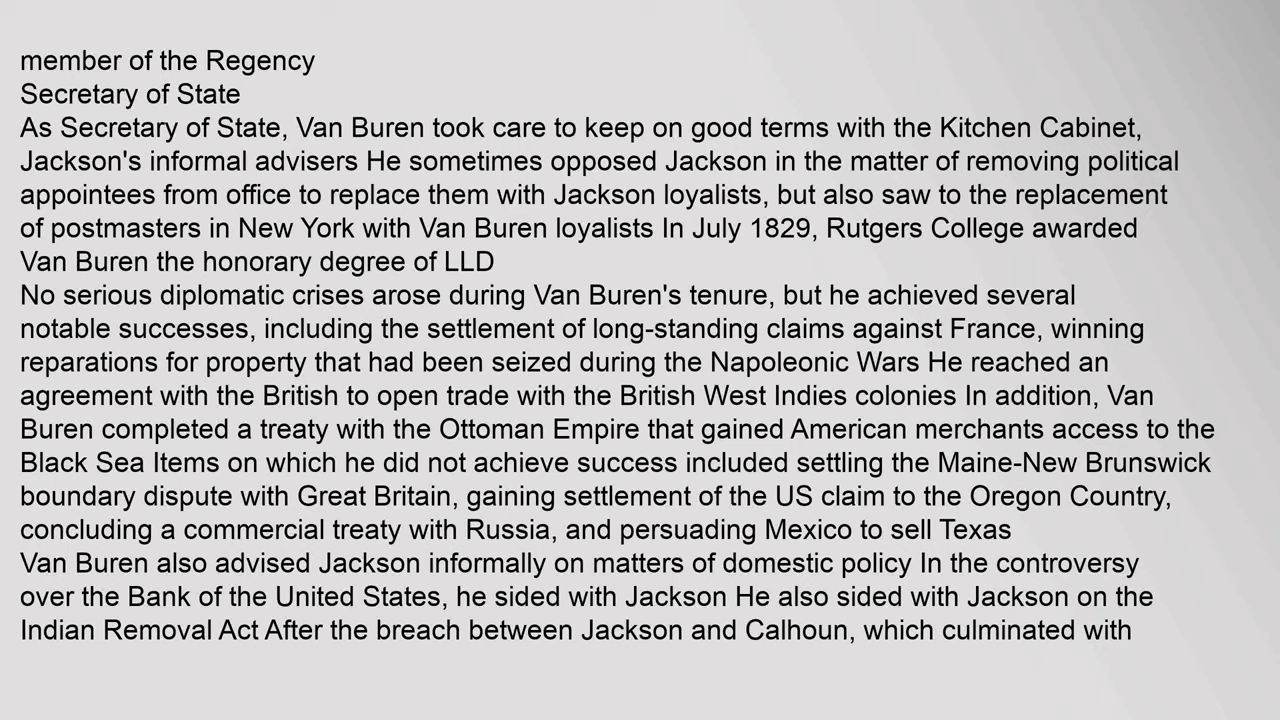 member of the Regency
Secretary of State
As Secretary of State, Van Buren took care to keep on good terms with the Kitchen Cabinet,
Jackson's informal advisers He sometimes opposed Jackson in the matter of removing political
appointees from office to replace them with Jackson loyalists, but also saw to the replacement
of postmasters in New York with Van Buren loyalists In July 1829, Rutgers College awarded
Van Buren the honorary degree of LLD
No serious diplomatic crises arose during Van Buren's tenure, but he achieved several
notable successes, including the settlement of long-standing claims against France, winning
reparations for property that had been seized during the Napoleonic Wars He reached an
agreement with the British to open trade with the British West Indies colonies In addition, Van
Buren completed a treaty with the Ottoman Empire that gained American merchants access to the
Black Sea Items on which he did not achieve success included settling the Maine-New Brunswick
boundary dispute with Great Britain, gaining settlement of the US claim to the Oregon Country,
concluding a commercial treaty with Russia, and persuading Mexico to sell Texas
Van Buren also advised Jackson informally on matters of domestic policy In the controversy
over the Bank of the United States, he sided with Jackson He also sided with Jackson on the
Indian Removal Act After the breach between Jackson and Calhoun, which culminated with